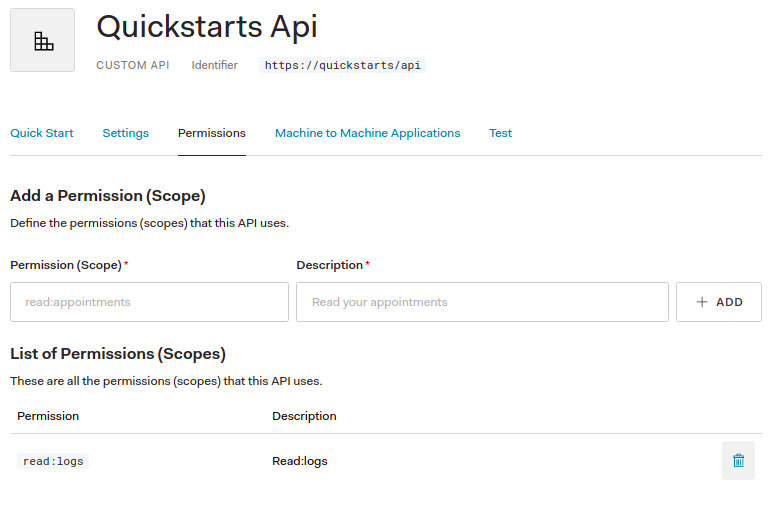 Quickstarts Api
CUSTOM API Identifier https://quickstarts/api
Quick Start Settings Permissions Machine to Machine Applications Test
Add a Permission (Scope)
Define the permissions (scopes) that this API uses.
Permission (Scope)* Description*
read:appointments Read your appointments + ADD
List of Permissions (Scopes)
These are all the permissions (scopes) that this API uses.
Permission Description
read:logs Read:logs